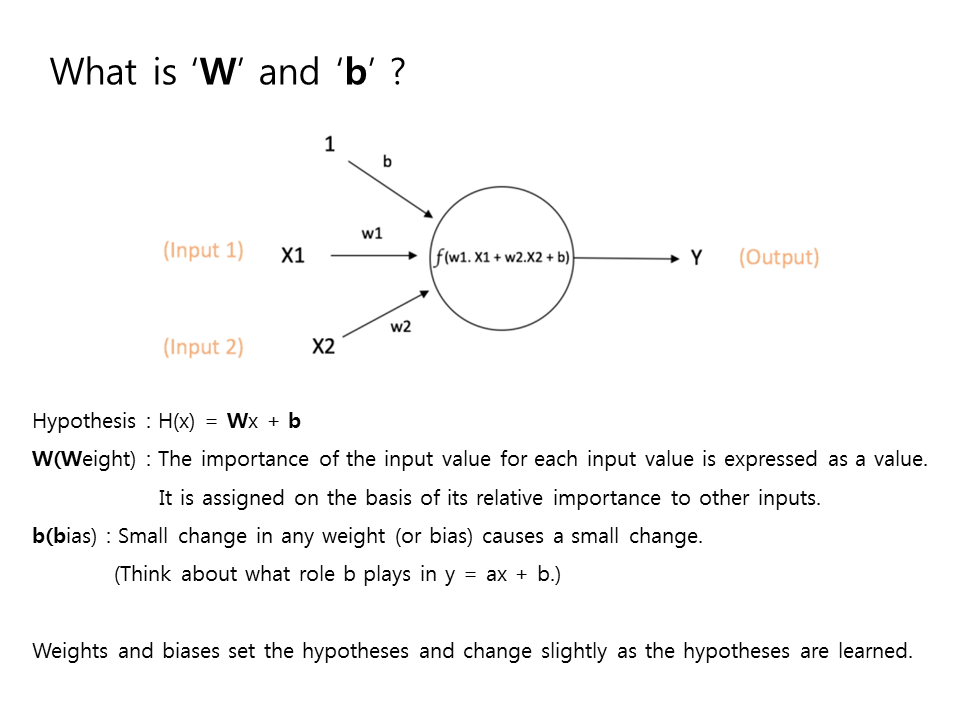 What is ‘W’ and ‘b’ ?
1
b
w1
(Input 1) X1 f(w1. X1 + w2.X2 + b) Y (Output)
w2
(Input 2) X2
Hypothesis : H(x) = Wx + b
W(Weight) : The importance of the input value for each input value is expressed as a value.
It is assigned on the basis of its relative importance to other inputs.
b(bias) : Small change in any weight (or bias) causes a small change.
(Think about what role b plays in y = ax + b.)
Weights and biases set the hypotheses and change slightly as the hypotheses are learned.